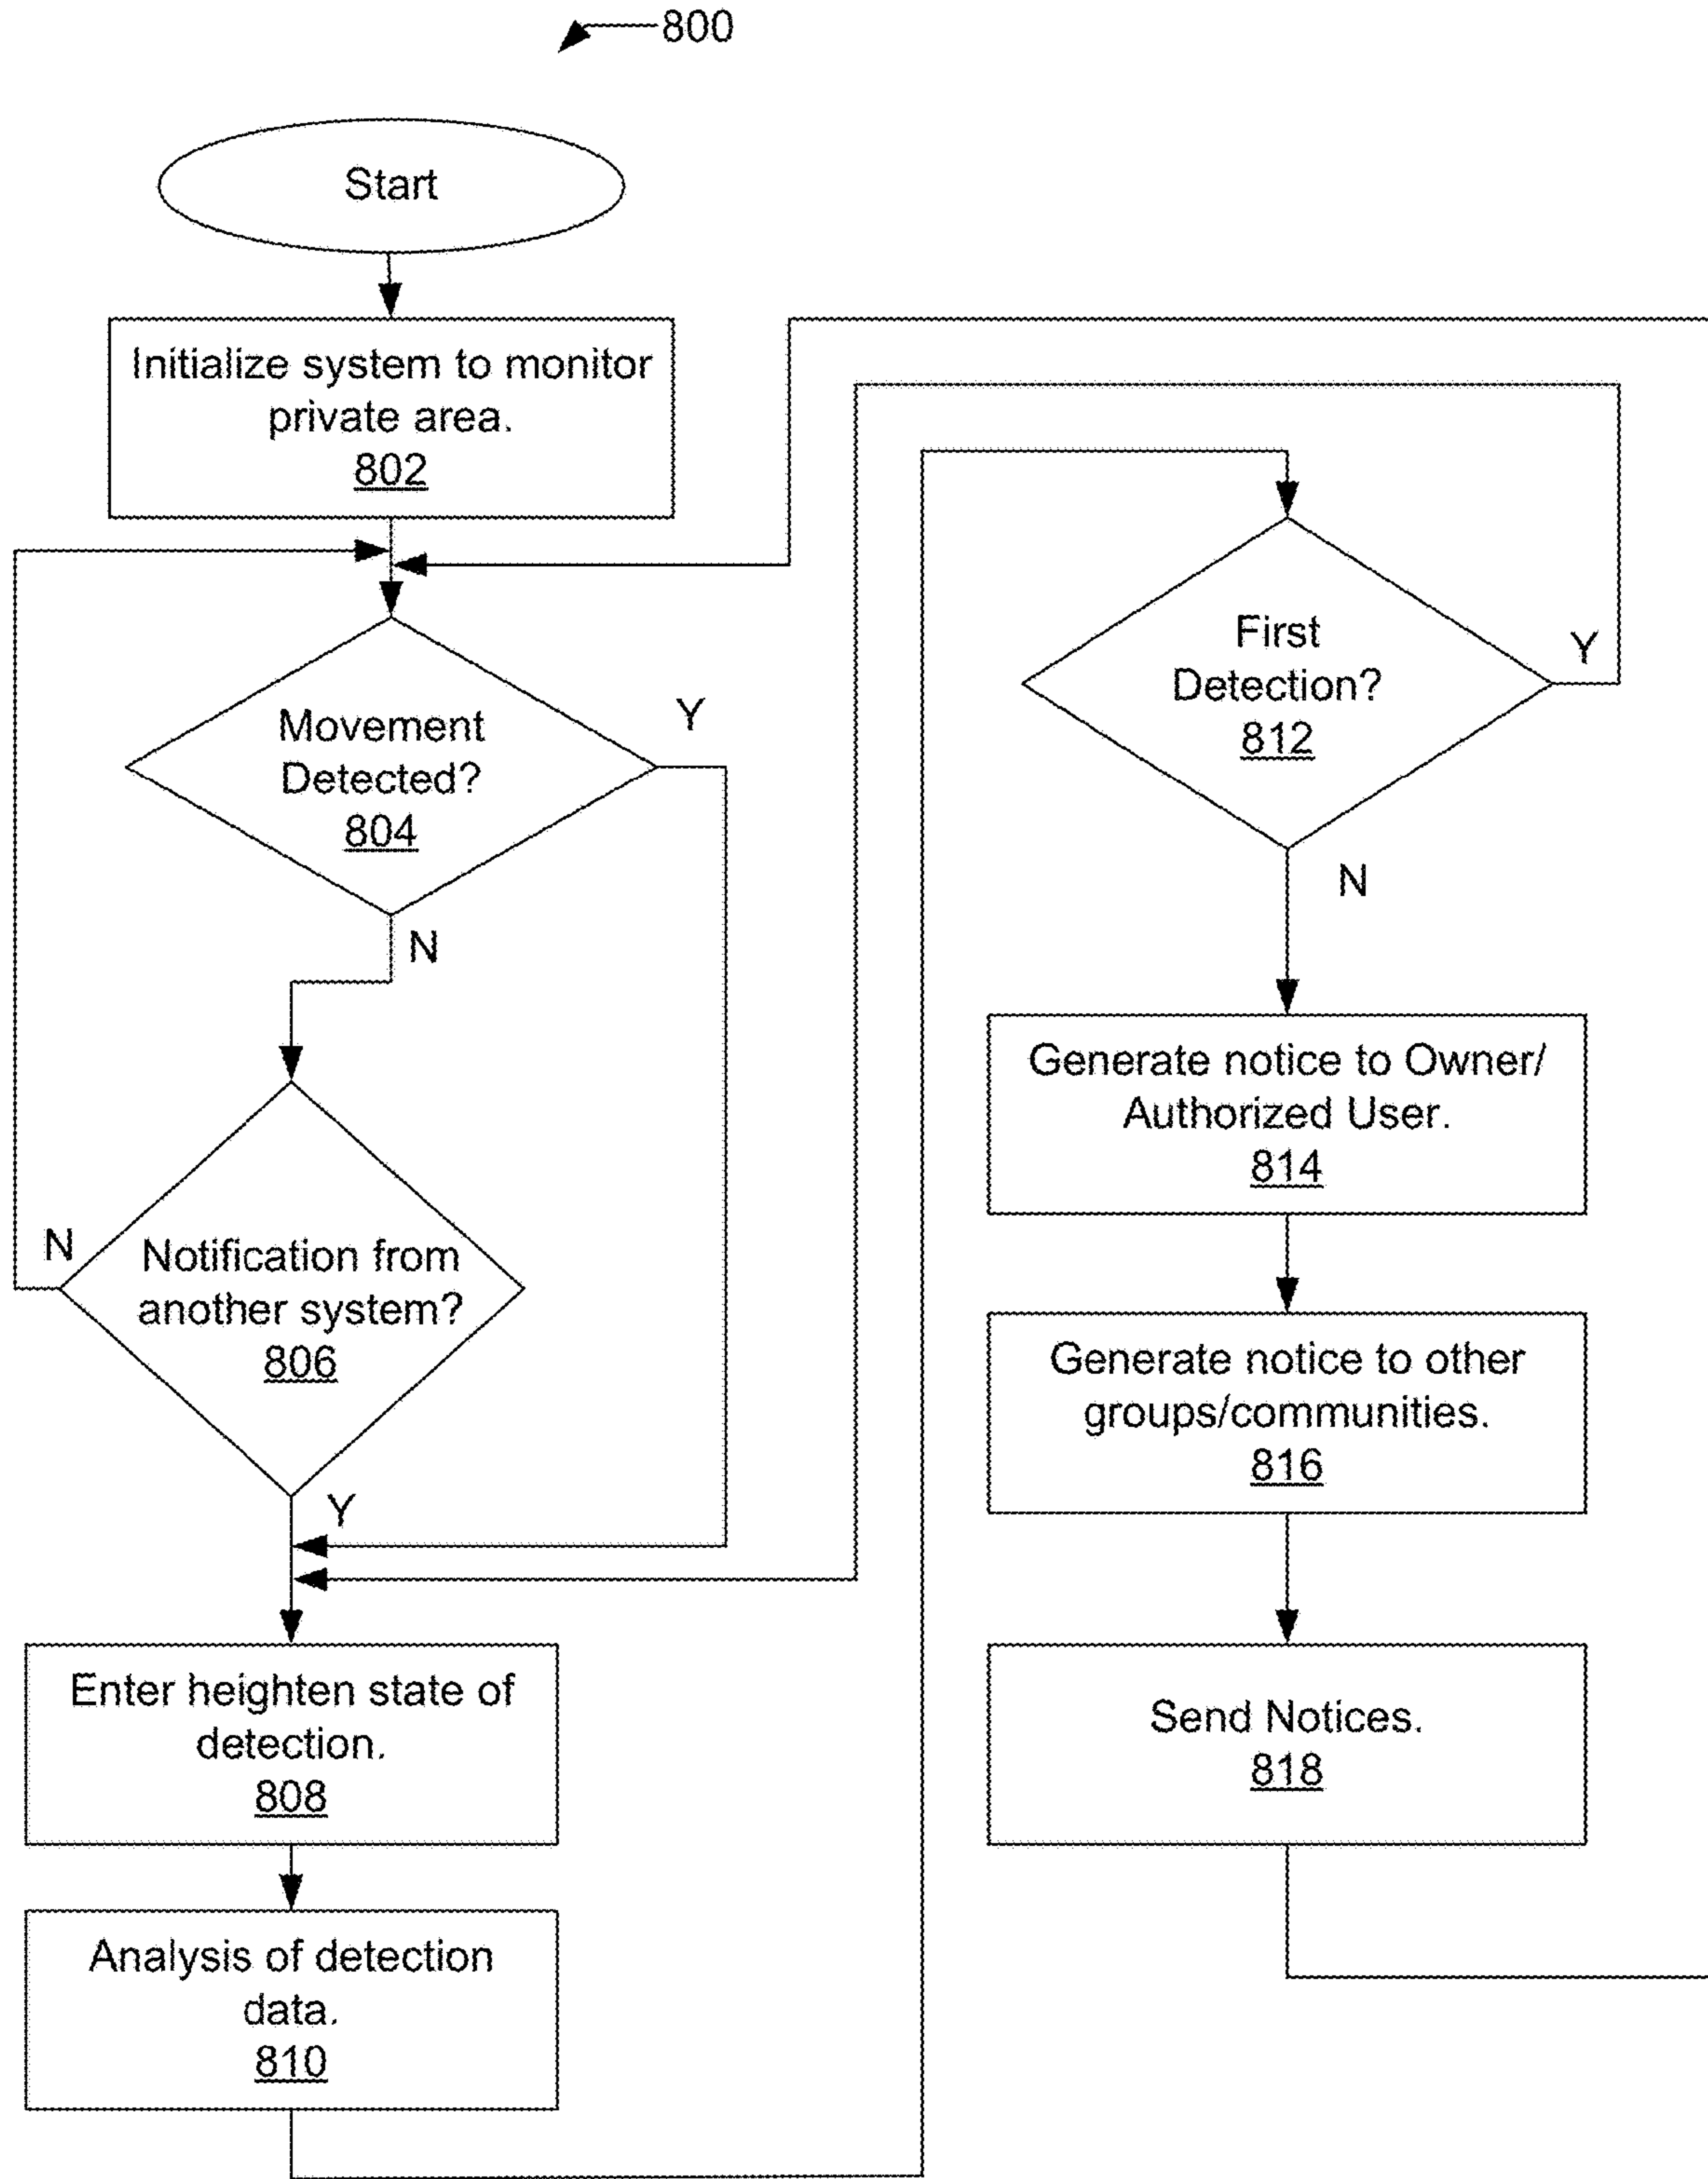 800
Start
Initialize system to monitor
private area.
802
Movement
Detected?
804
Y
N
Notification from
another system?
806
N
Y
Enter heighten state of
detection.
808
Analysis of detection
data.
810
First
Detection?
812
Y
N
Generate notice to Owner/
Authorized User.
814
Generate notice to other
groups/communities.
816
Send Notices.
818